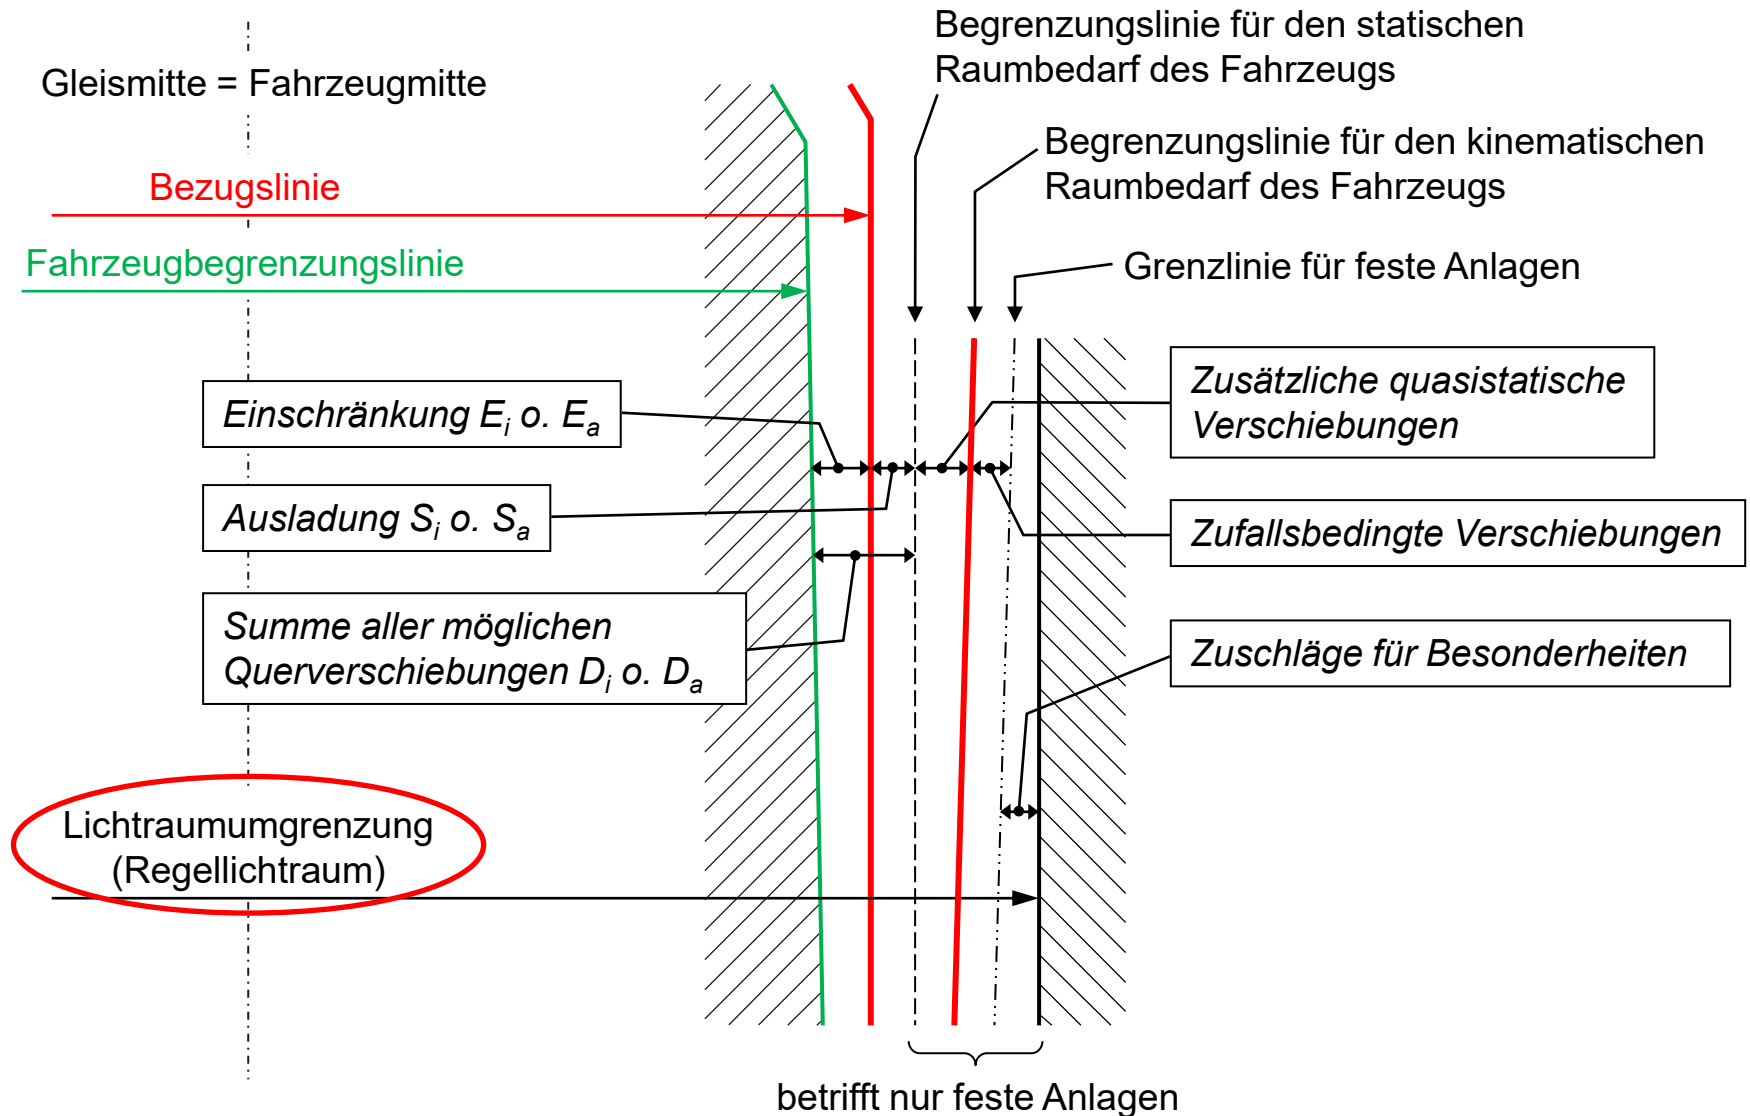 Begrenzungslinie für den statischen
Raumbedarf des Fahrzeugs
Gleismitte = Fahrzeugmitte
Begrenzungslinie für den kinematischen
Raumbedarf des Fahrzeugs
Bezugslinie
Fahrzeugbegrenzungslinie
Grenzlinie für feste Anlagen
Einschränkung Ei o. Ea
Zusätzliche quasistatische
Verschiebungen
Ausladung Si o. Sa
Zufallsbedingte Verschiebungen
Summe aller möglichen
Querverschiebungen Di o. Da
Zuschläge für Besonderheiten
Lichtraumumgrenzung
(Regellichtraum)
betrifft nur feste Anlagen